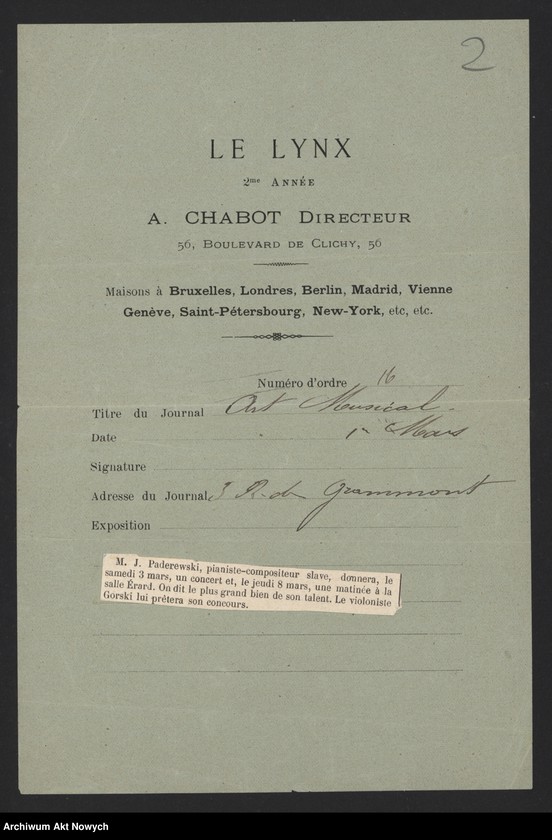 2
LE LYNX
2me ANNÉE
A. CHABOT DIRECTEUR
56, BOULEVARD DE CLICHY, 56
Maisons à Bruxelles, Londres, Berlin, Madrid, Vienne
Genève, Saint-Pétersbourg, New-York, etc, etc.
Numéro d'ordre 16
Titre du Journal Art Musical
Date 1er Mars
Signature
Adresse du Journal, 3 R. de Grammont
Exposition
M. J. Paderewski, pianiste-compositeur slave, donnera, le
samedi 3 mars, un concert et, le jeudi 8 mars, une matinée à la
salle Érard. On dit le plus grand bien de son talent. Le violoniste
Gorski lui prêtera son concours.
Archiwum Akt Nowych